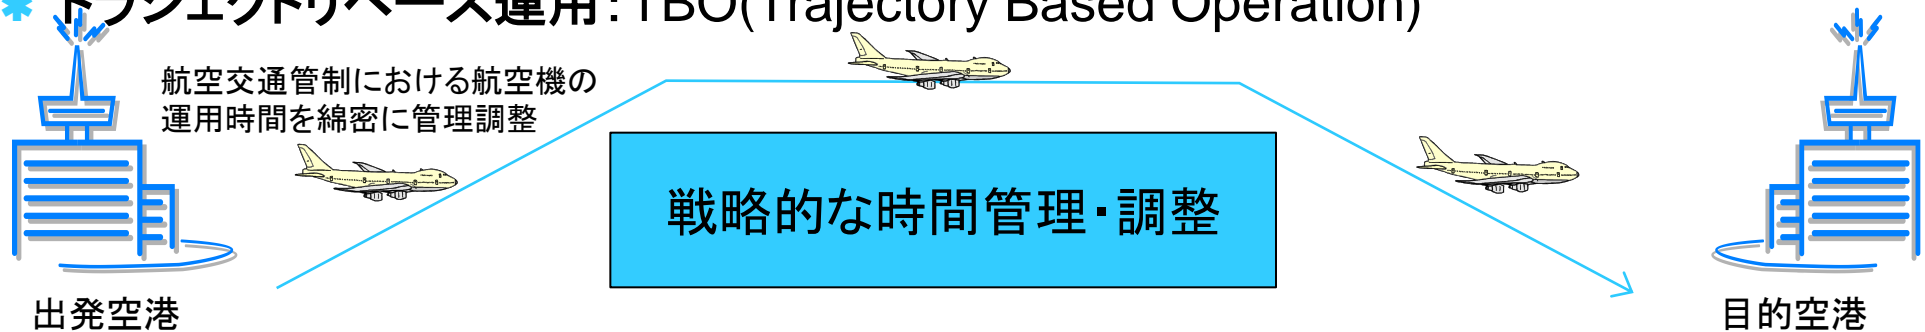 * トラジェクトリベース運用：TBO(Trajectory Based Operation)
航空交通管制における航空機の
運用時間を綿密に管理調整
戦略的な時間管理・調整
出発空港
目的空港